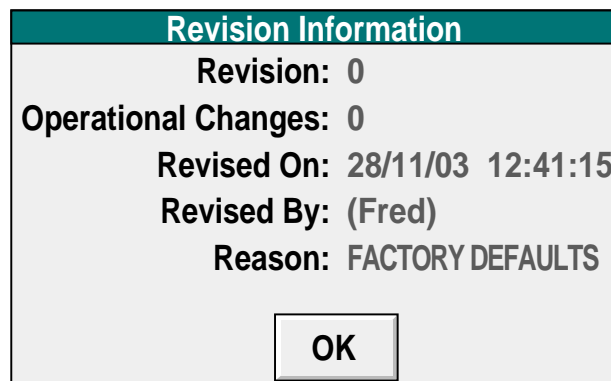 Revision Information
Revision: 0
Operational Changes: 0
Revised On: 28/11/03 12:41:15
Revised By: (Fred)
Reason: FACTORY DEFAULTS
OK